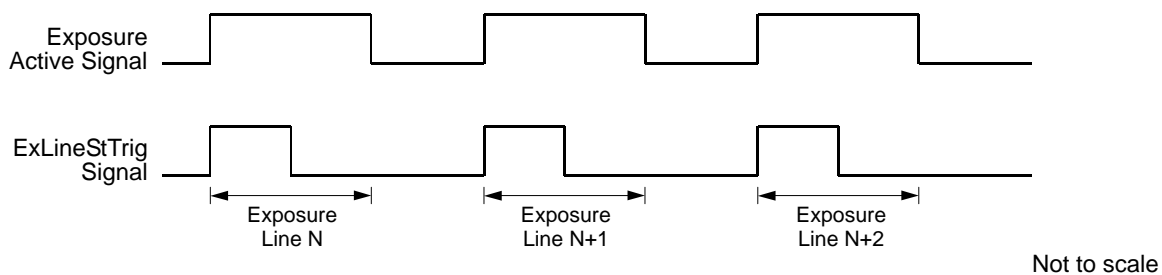 Exposure
Active Signal
ExLineStTrig
Signal
Exposure
Line N
Exposure
Line N+1
Exposure
Line N+2
Not to scale